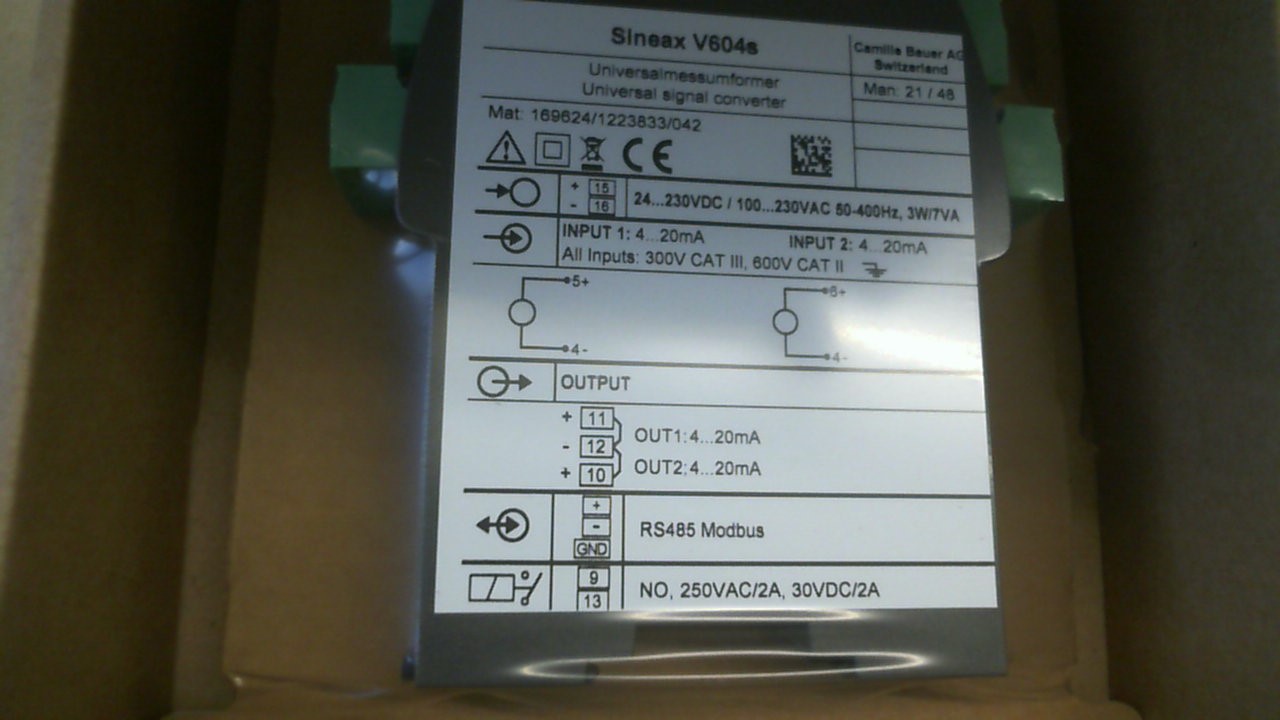 Sineax V604s
Camille Bauer AG
Switzerland
Universalmessumformer
Universal signal converter
Man: 21 / 48
Mat: 169624/1223833/042
CE
+ 15
- 16
24...230VDC / 100...230VAC 50-400Hz, 3W/7VA
INPUT 1: 4...20mA
INPUT 2: 4...20mA
All Inputs: 300V CAT III, 600V CAT II
5+
6+
4-
4-
OUTPUT
+ 11
- 12
+ 10
OUT1:4...20mA
OUT2:4...20mA
+
-
GND
RS485 Modbus
9
13
NO, 250VAC/2A, 30VDC/2A